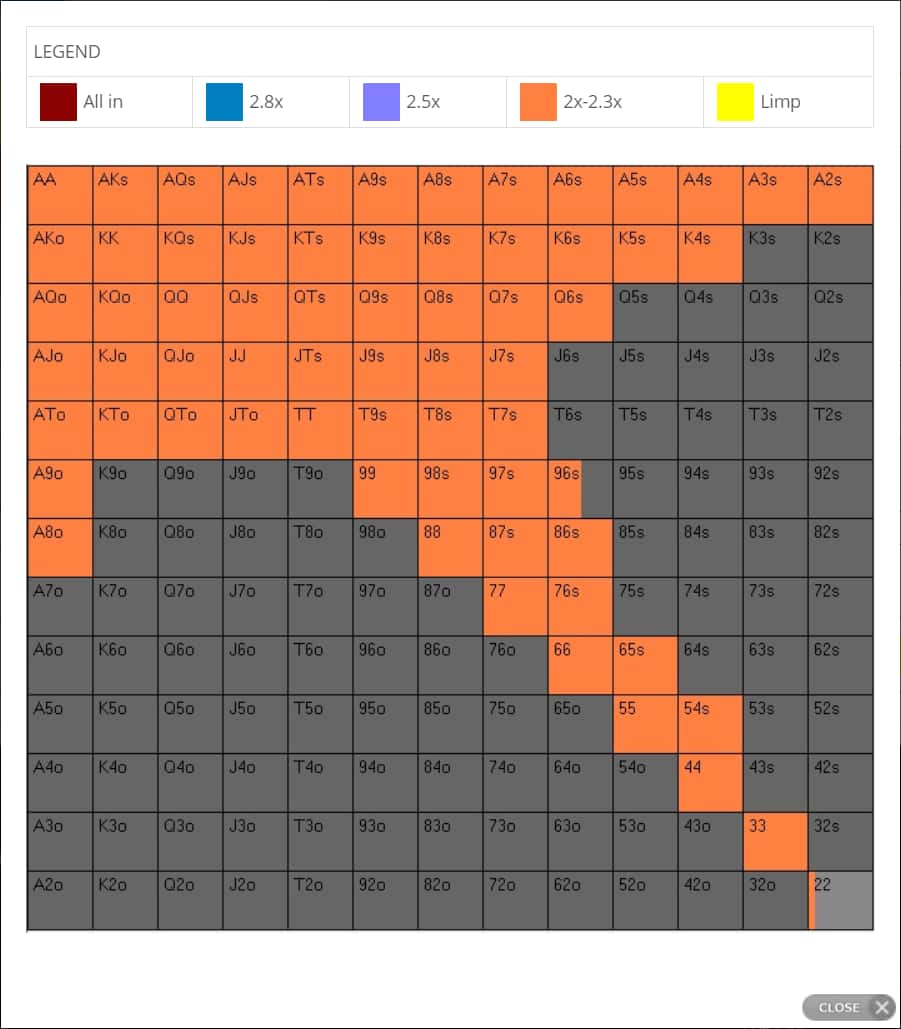 LEGEND
All in 2.8x 2.5x 2x-2.3x Limp
AA AKs AQs AJs ATs A9s A8s A7s A6s A5s A4s A3s A2s
AKo KK KQs KJs KTs K9s K8s K7s K6s K5s K4s K3s K2s
AQo KQo QQ QJs QTs Q9s Q8s Q7s Q6s Q5s Q4s Q3s Q2s
AJo KJo QJo JJ JTs J9s J8s J7s J6s J5s J4s J3s J2s
ATo KTo QTo JTo TT T9s T8s T7s T6s T5s T4s T3s T2s
A9o K9o Q9o J9o T9o 99 98s 97s 96s 95s 94s 93s 92s
A8o K8o Q8o J8o T8o 98o 88 87s 86s 85s 84s 83s 82s
A7o K7o Q7o J7o T7o 97o 87o 77 76s 75s 74s 73s 72s
A6o K6o Q6o J6o T6o 96o 86o 76o 66 65s 64s 63s 62s
A5o K5o Q5o J5o T5o 95o 85o 75o 65o 55 54s 53s 52s
A4o K4o Q4o J4o T4o 94o 84o 74o 64o 54o 44 43s 42s
A3o K3o Q3o J3o T3o 93o 83o 73o 63o 53o 43o 33 32s
A2o K2o Q2o J2o T2o 92o 82o 72o 62o 52o 42o 32o 22
CLOSE